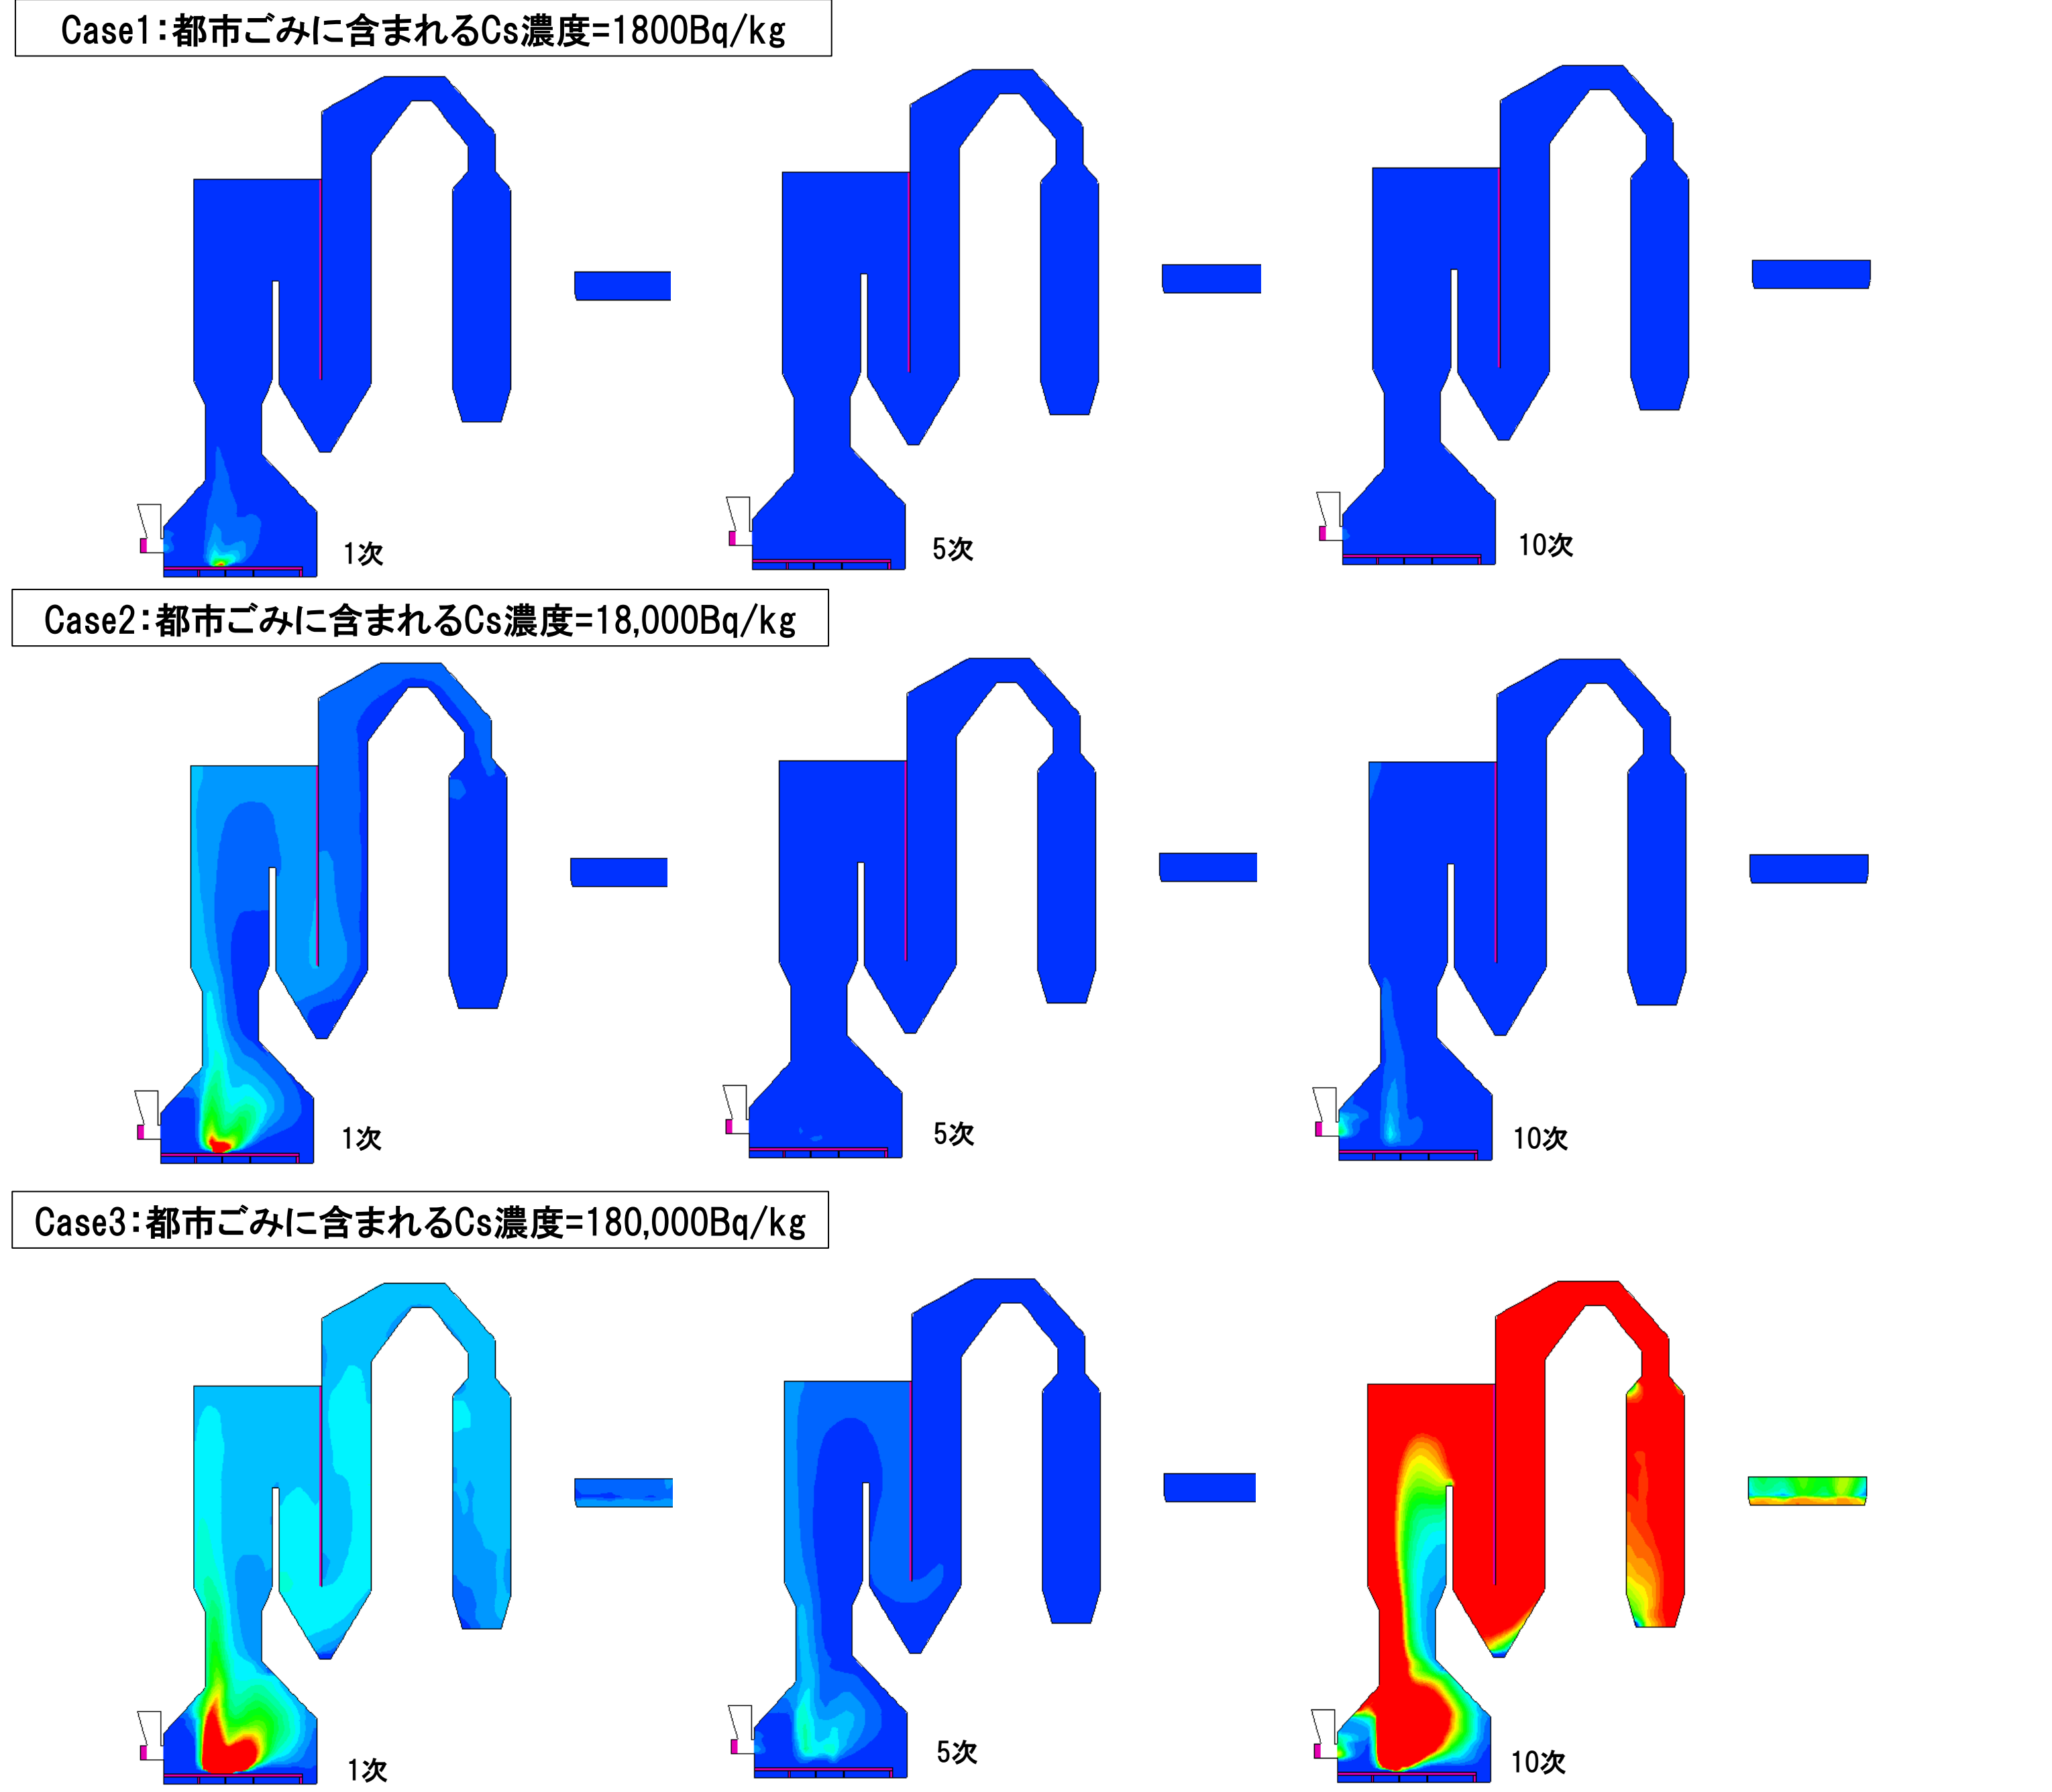 Case1:都市ごみに含まれるCs濃度=1800Bq/kg
1次
5次
10次
Case2:都市ごみに含まれるCs濃度=18,000Bq/kg
1次
5次
10次
Case3:都市ごみに含まれるCs濃度=180,000Bq/kg
1次
5次
10次